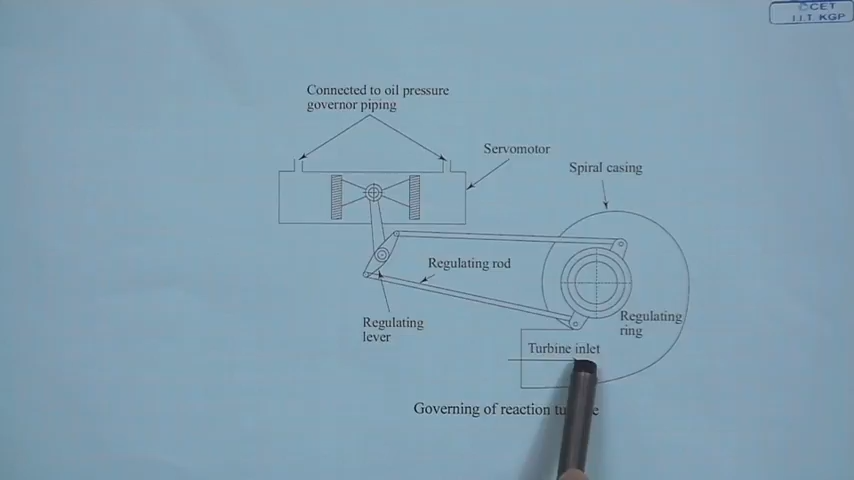 ©CET
I.I.T. KGP
Connected to oil pressure
governor piping
Servomotor
Spiral casing
Regulating rod
Regulating
lever
Regulating
ring
Turbine inlet
Governing of reaction